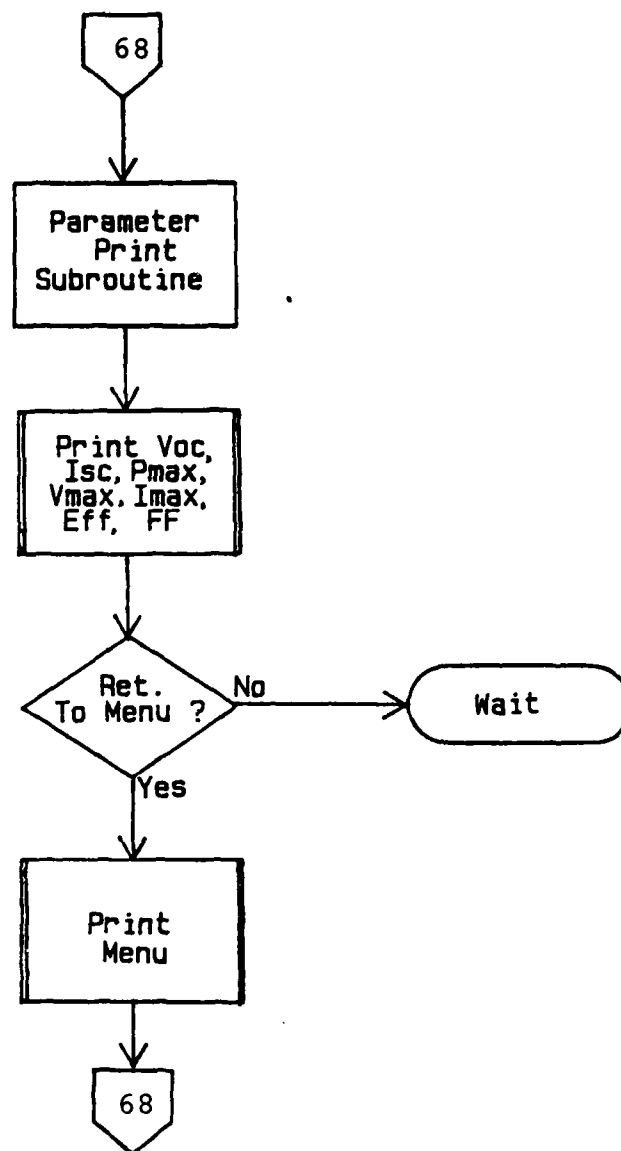 68
Parameter
Print
Subroutine
Print Voc,
Isc, Pmax,
Vmax, Imax,
Eff, FF
Ret.
To Menu ?
No
Wait
Yes
Print
Menu
68